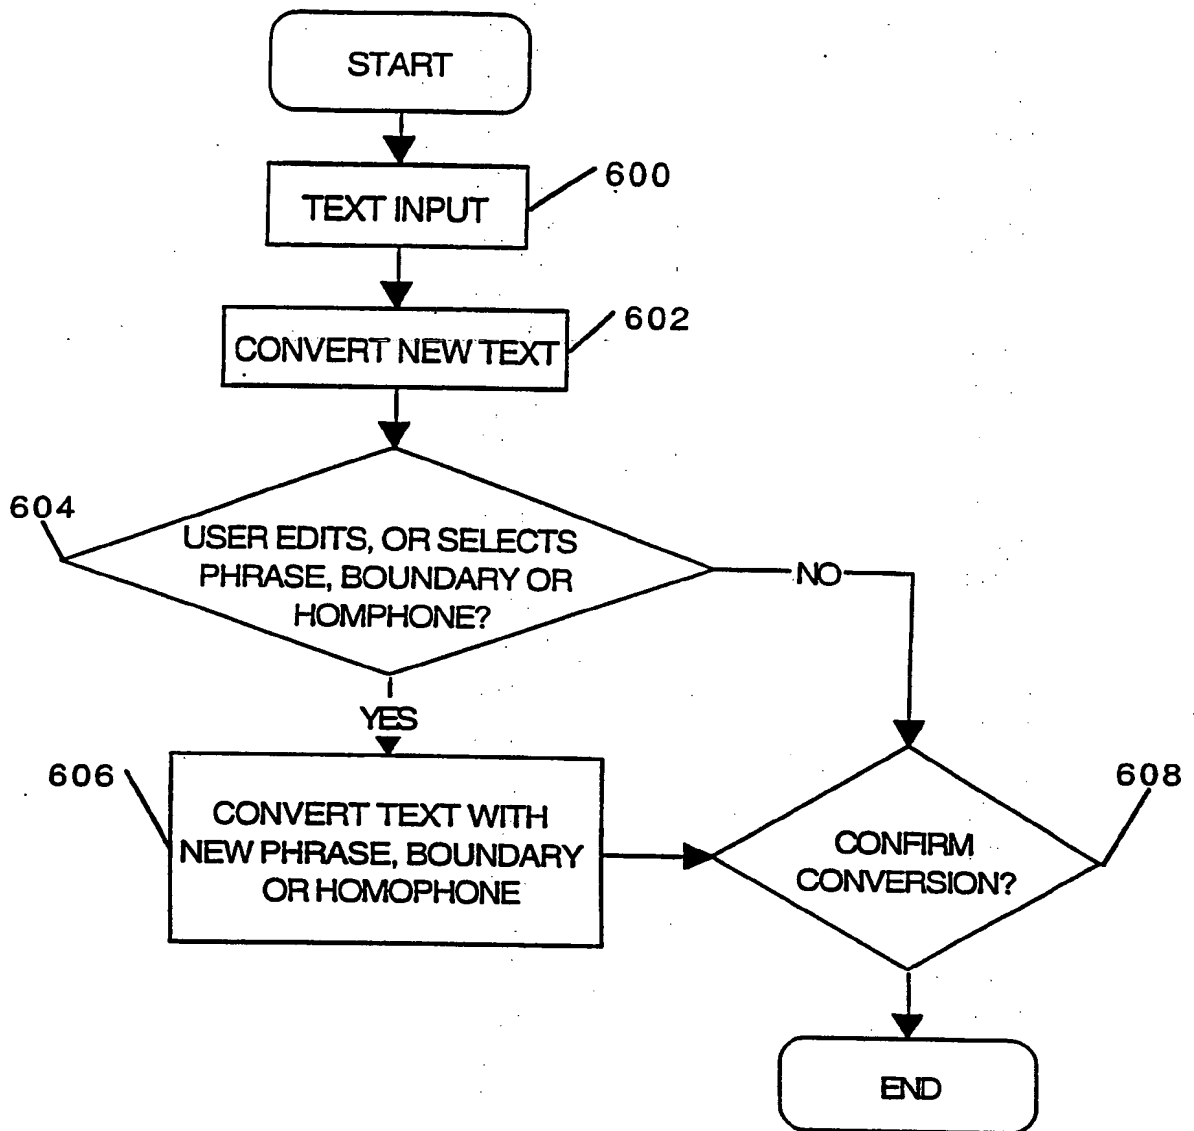 START
600
TEXT INPUT
602
CONVERT NEW TEXT
604
USER EDITS, OR SELECTS
PHRASE, BOUNDARY OR
HOMPHONE?
NO
YES
606
CONVERT TEXT WITH
NEW PHRASE, BOUNDARY
OR HOMOPHONE
608
CONFIRM
CONVERSION?
END